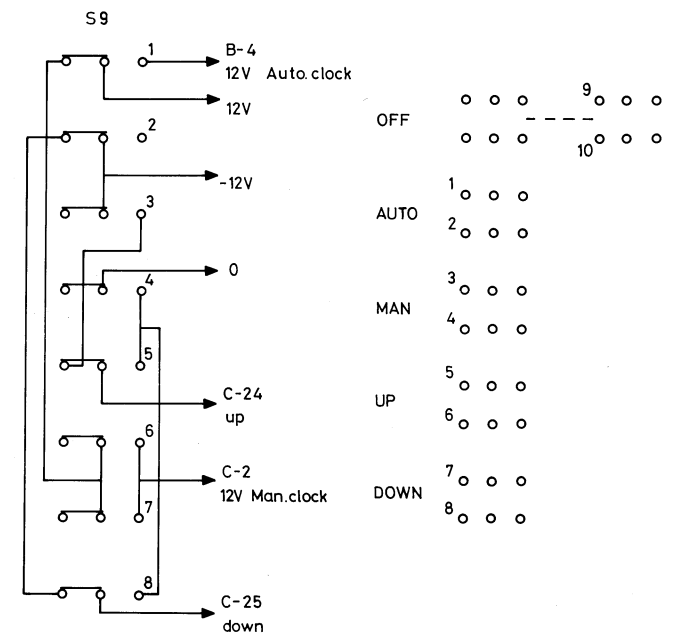 S9
1
B-4
12V Auto.clock
12V
2
-12V
3
0
4
5
C-24
up
6
C-2
12V Man.clock
7
8
C-25
down
OFF
9
10
AUTO
1
2
MAN
3
4
UP
5
6
DOWN
7
8